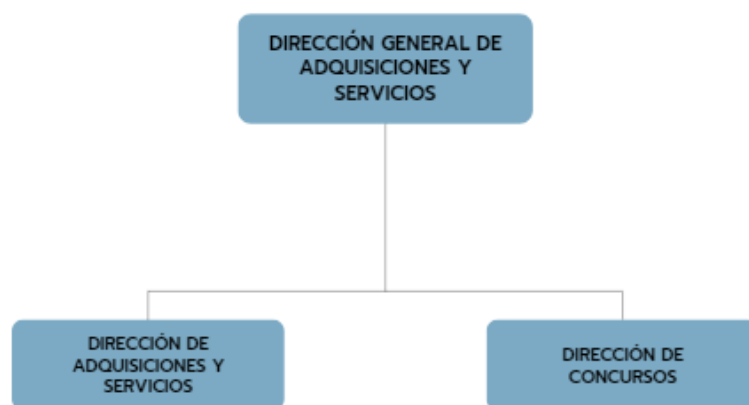 DIRECCIÓN GENERAL DE
ADQUISICIONES Y
SERVICIOS
DIRECCIÓN DE
ADQUISICIONES Y
SERVICIOS
DIRECCIÓN DE
CONCURSOS